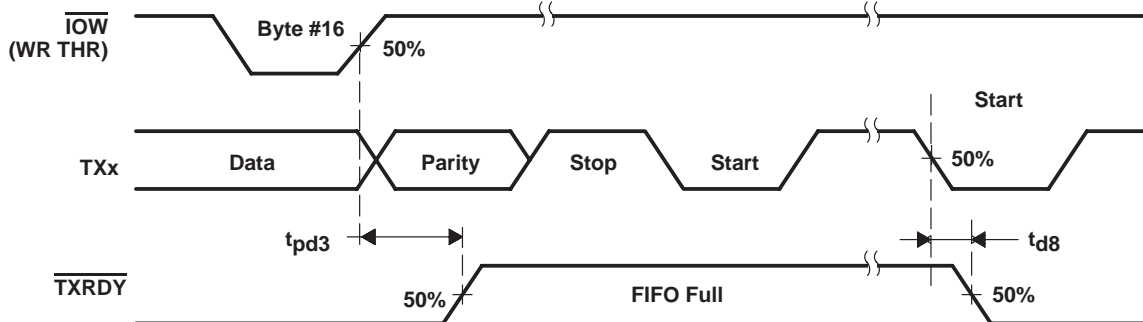 IOW
(WR THR)
Byte #16
50%
Start
TXx
Data
Parity
Stop
Start
50%
tpd3
td8
TXRDY
50%
FIFO Full
50%